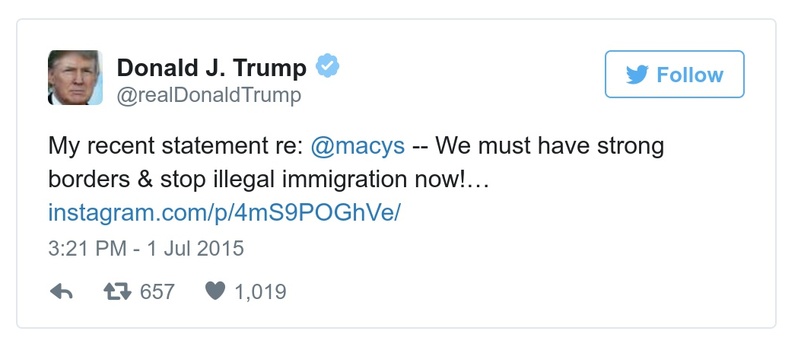 Donald J. Trump
@realDonaldTrump
Follow
My recent statement re: @macys -- We must have strong
borders & stop illegal immigration now!…
instagram.com/p/4mS9POGhVe/
3:21 PM - 1 Jul 2015
657 1,019